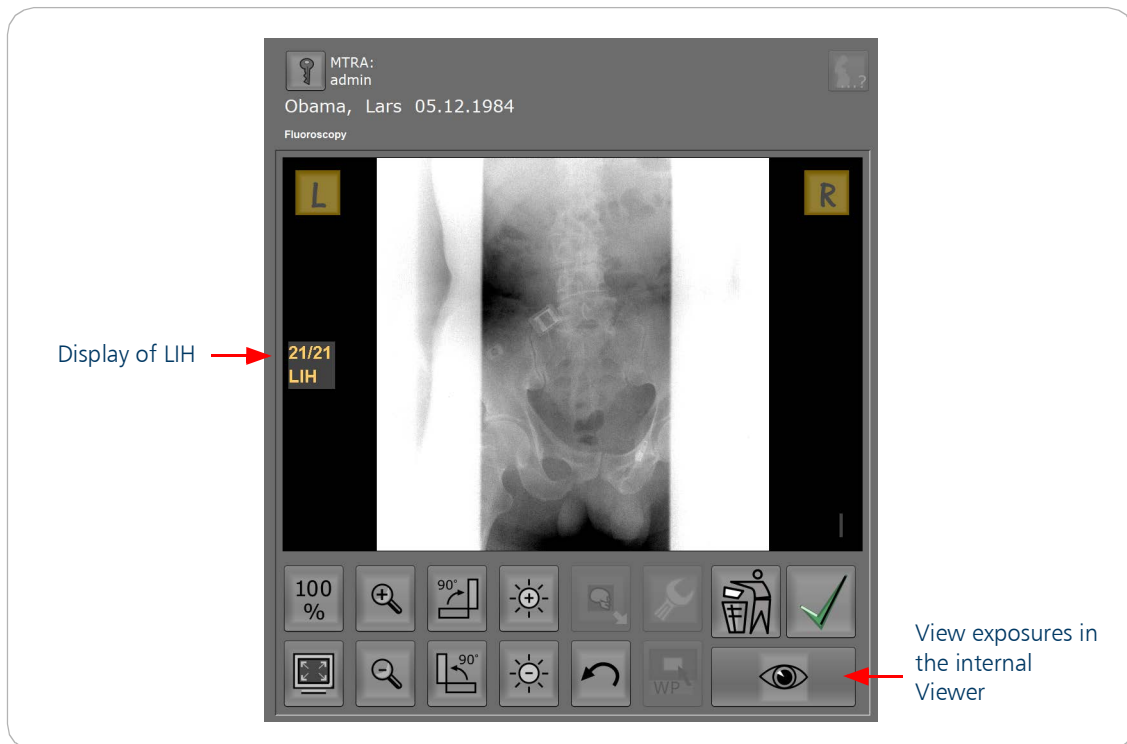 MTRA:
admin
...?
Obama, Lars 05.12.1984
Fluoroscopy
L
R
Display of LIH
21/21
LIH
100
%
90°
90°
WP
View exposures in
the internal
Viewer